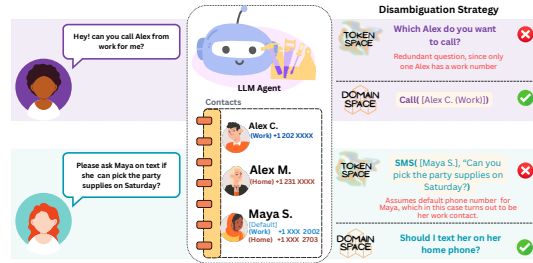 Disambiguation Strategy
Hey! can you call Alex from
work for me?
LLM Agent
Contacts
Alex C.
(Work) +1 202 XXXX
Alex M.
(Home) +1 231 XXXX
Maya S.
[Default]
(Work) +1 XXX 2002
(Home) +1 XXX 2703
TOKEN
SPACE
Which Alex do you want
to call?
Redundant question, since only
one Alex has a work number
DOMAIN
SPACE
Call( [Alex C. (Work)])
Please ask Maya on text if
she can pick the party
supplies on Saturday?
TOKEN
SPACE
SMS( [Maya S.], "Can you
pick the party supplies on
Saturday?)
Assumes default phone number for
Maya, which in this case turns out to be
her work contact.
DOMAIN
SPACE
Should I text her on her
home phone?